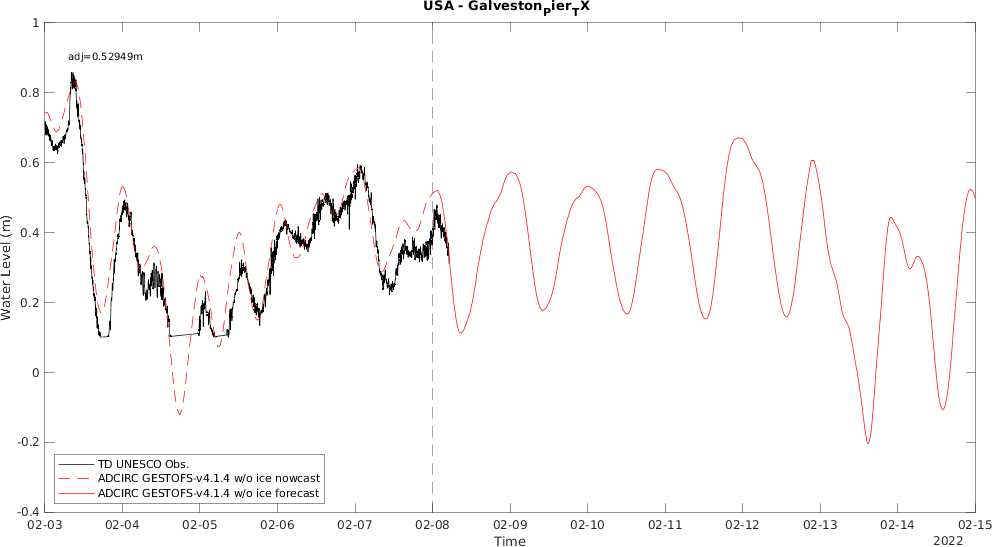 USA - GalvestonPierTX
adj=0.52949m
1
0.8
0.6
0.4
0.2
0
-0.2
-0.4
Water Level (m)
TD UNESCO Obs.
ADCIRC GESTOFS-v4.1.4 w/o ice nowcast
ADCIRC GESTOFS-v4.1.4 w/o ice forecast
02-03 02-04 02-05 02-06 02-07 02-08 02-09 02-10 02-11 02-12 02-13 02-14 02-15
Time
2022